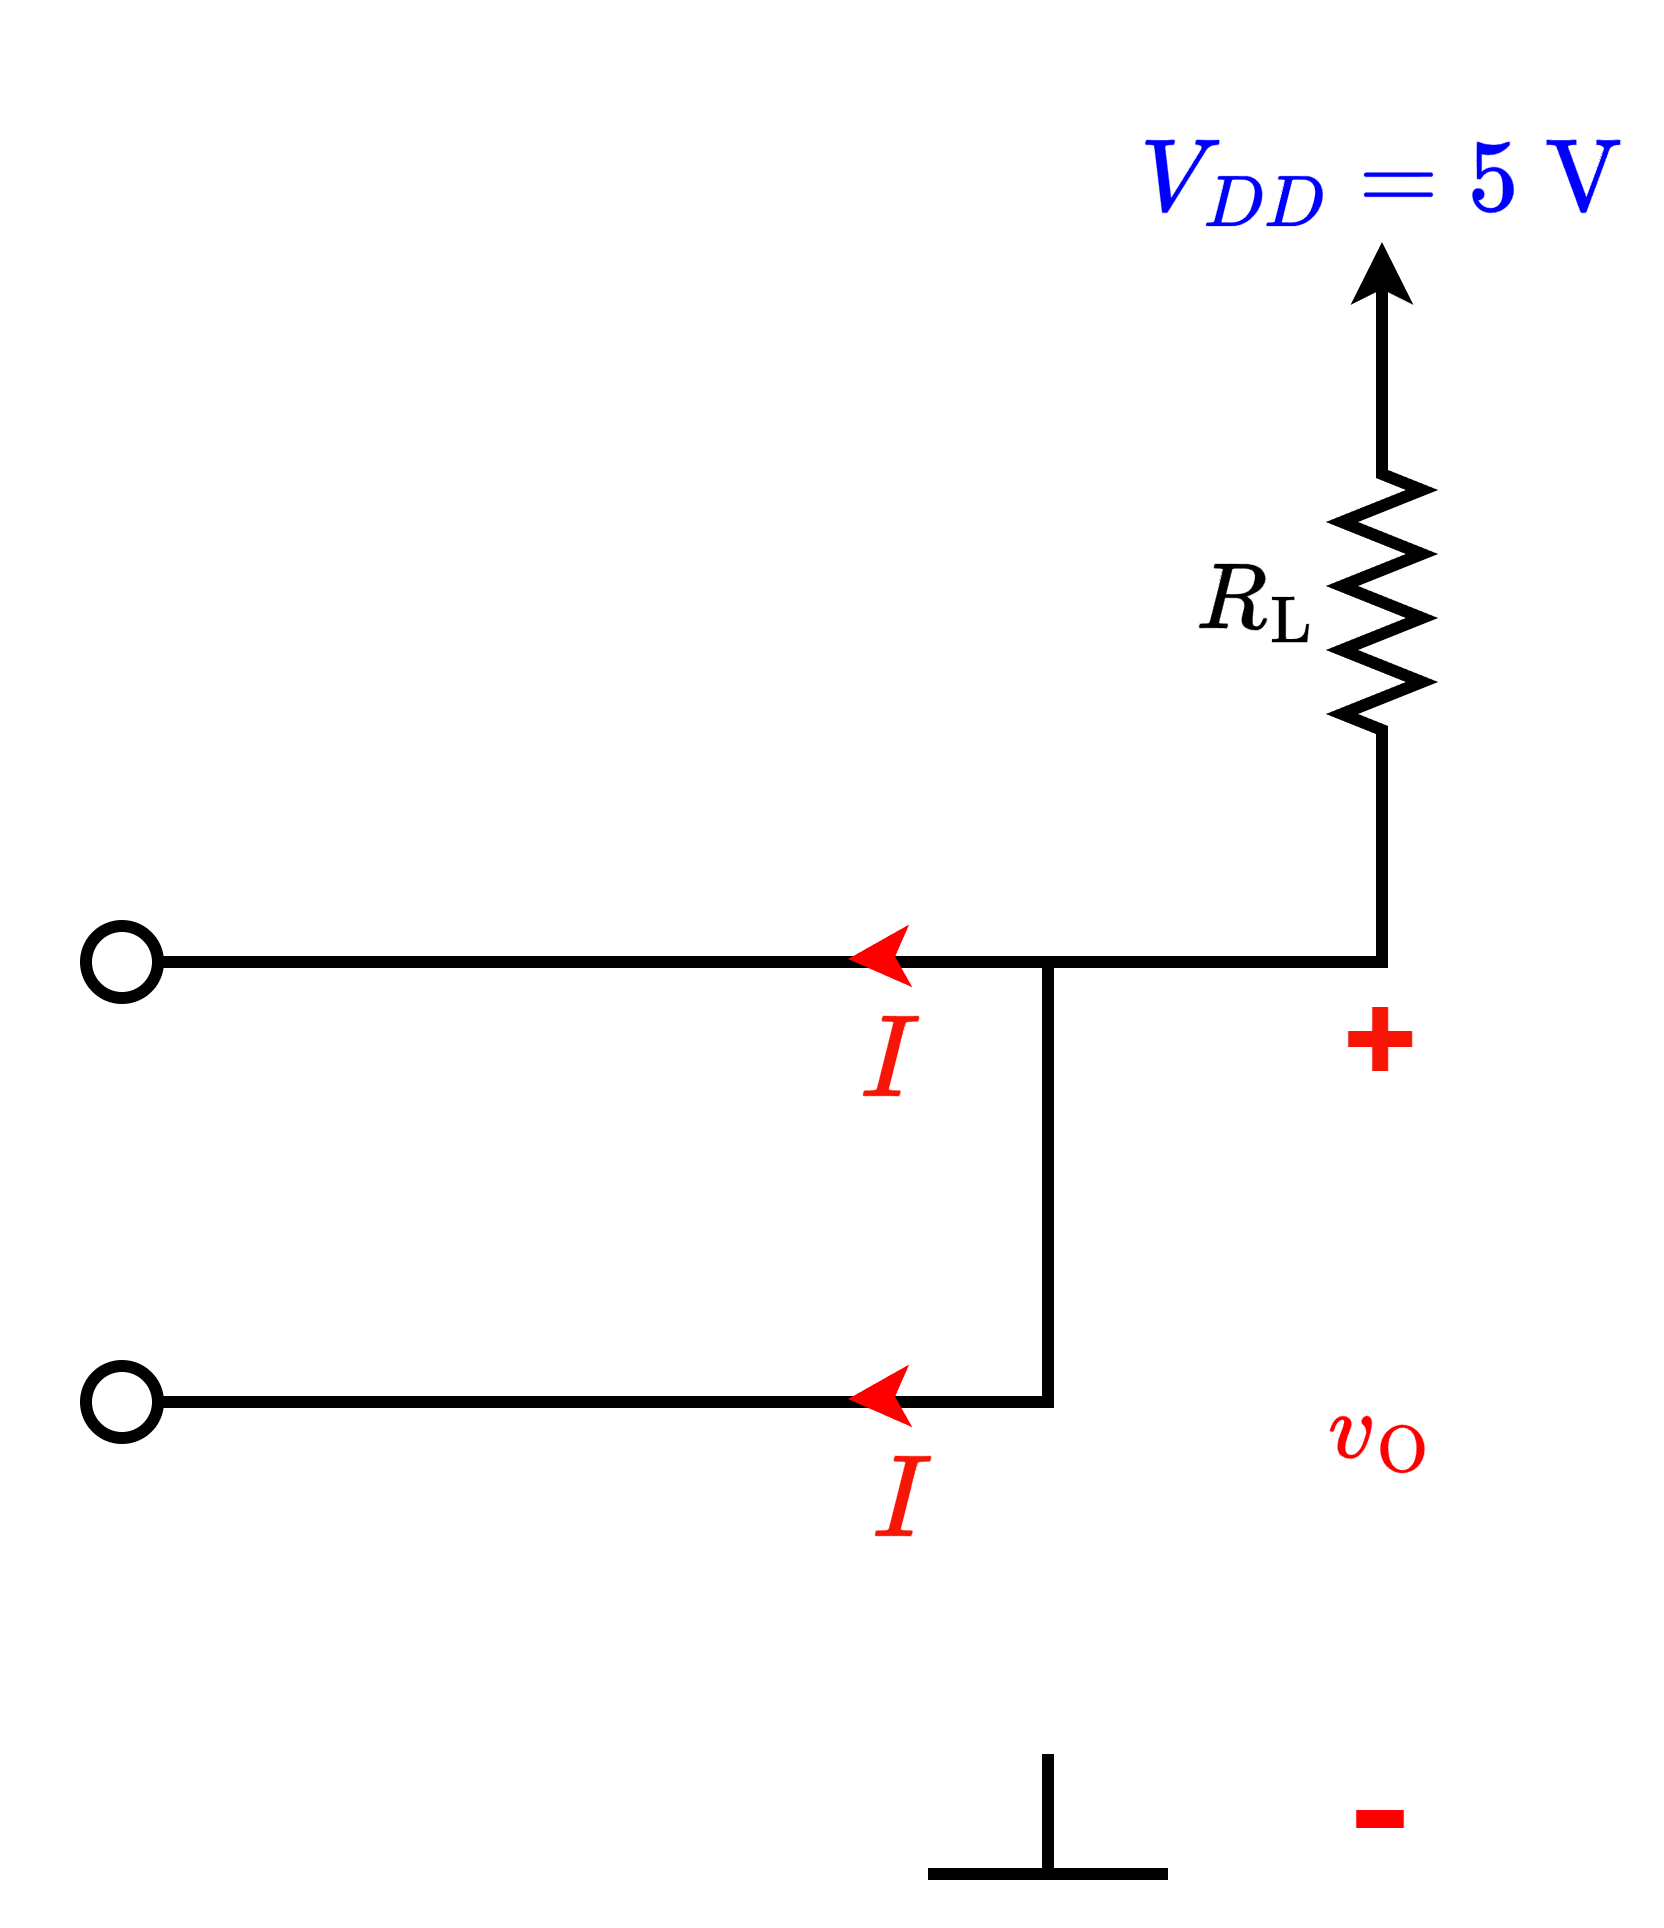 V_DD = 5 V
R_L
+
I
v_O
I
-